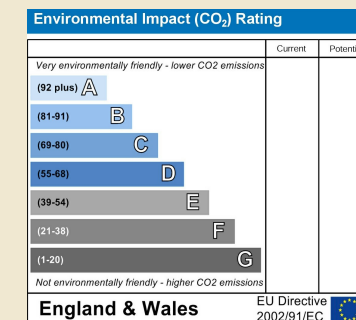 Environmental Impact (CO₂) Rating
Current Potenti
Very environmentally friendly - lower CO2 emissions
(92 plus) A
(81-91) B
(69-80) C
(55-68) D
(39-54) E
(21-38) F
(1-20) G
Not environmentally friendly - higher CO2 emissions
England & Wales
EU Directive
2002/91/EC